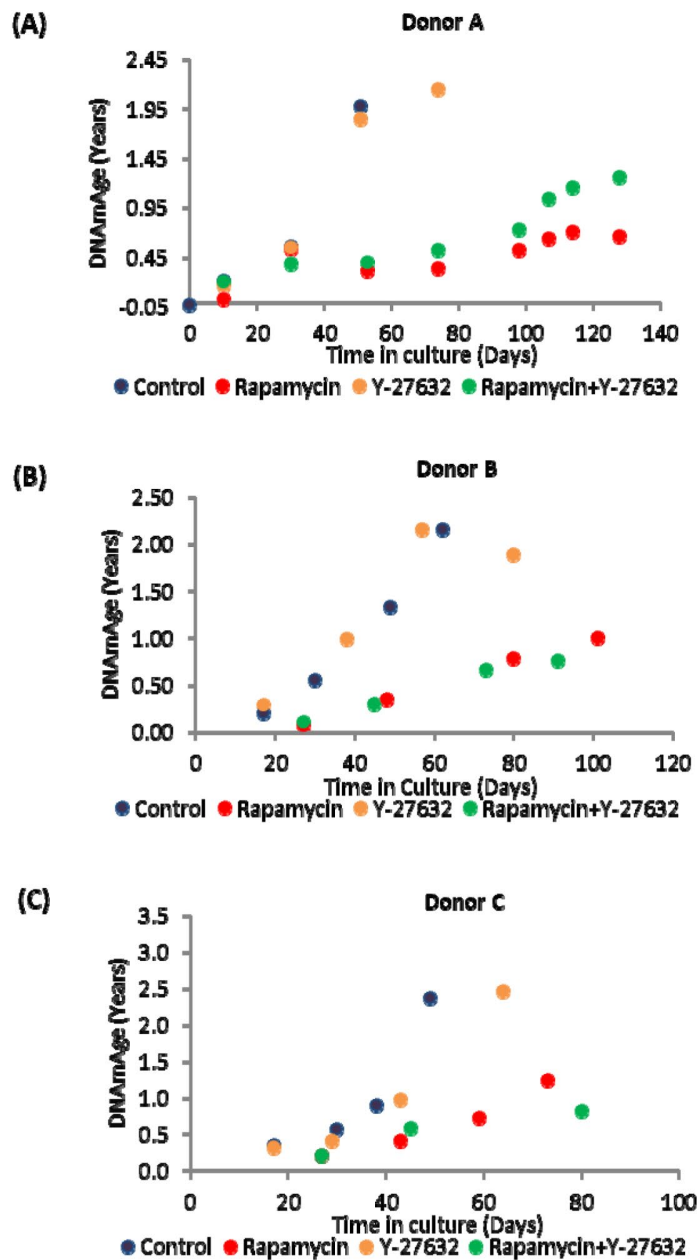 (A)
Donor A
DNAmAge (Years)
2.45
1.95
1.45
0.95
0.45
-0.05
0 20 40 60 80 100 120 140
Time in culture (Days)
Control Rapamycin Y-27632 Rapamycin+Y-27632
(B)
Donor B
DNAmAge (Years)
2.50
2.00
1.50
1.00
0.50
0.00
0 20 40 60 80 100 120
Time in Culture (Days)
Control Rapamycin Y-27632 Rapamycin+Y-27632
(C)
Donor C
DNAmAge (Years)
3.5
3.0
2.5
2.0
1.5
1.0
0.5
0.0
0 20 40 60 80 100
Time in culture (Days)
Control Rapamycin Y-27632 Rapamycin+Y-27632